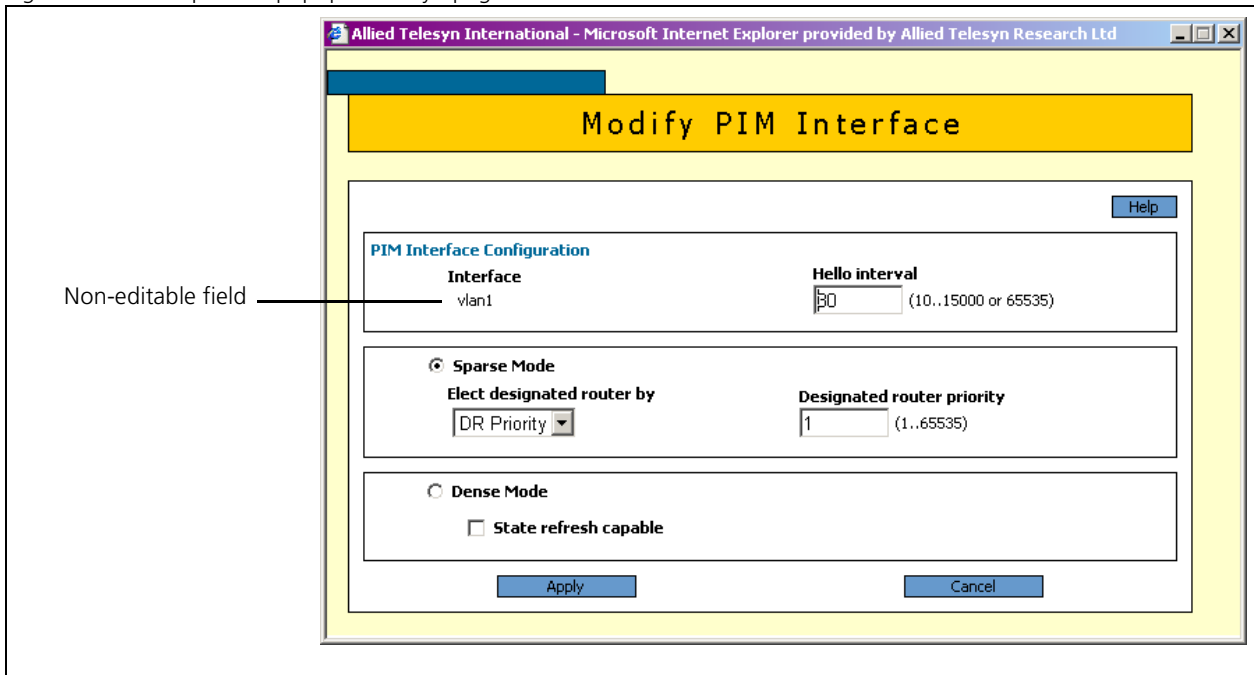 Allied Telesyn International - Microsoft Internet Explorer provided by Allied Telesyn Research Ltd
Modify PIM Interface
Help
PIM Interface Configuration
Interface
Hello interval
Non-editable field
vlan1
30 (10..15000 or 65535)
Sparse Mode
Elect designated router by
Designated router priority
DR Priority
1 (1..65535)
Dense Mode
State refresh capable
Apply
Cancel